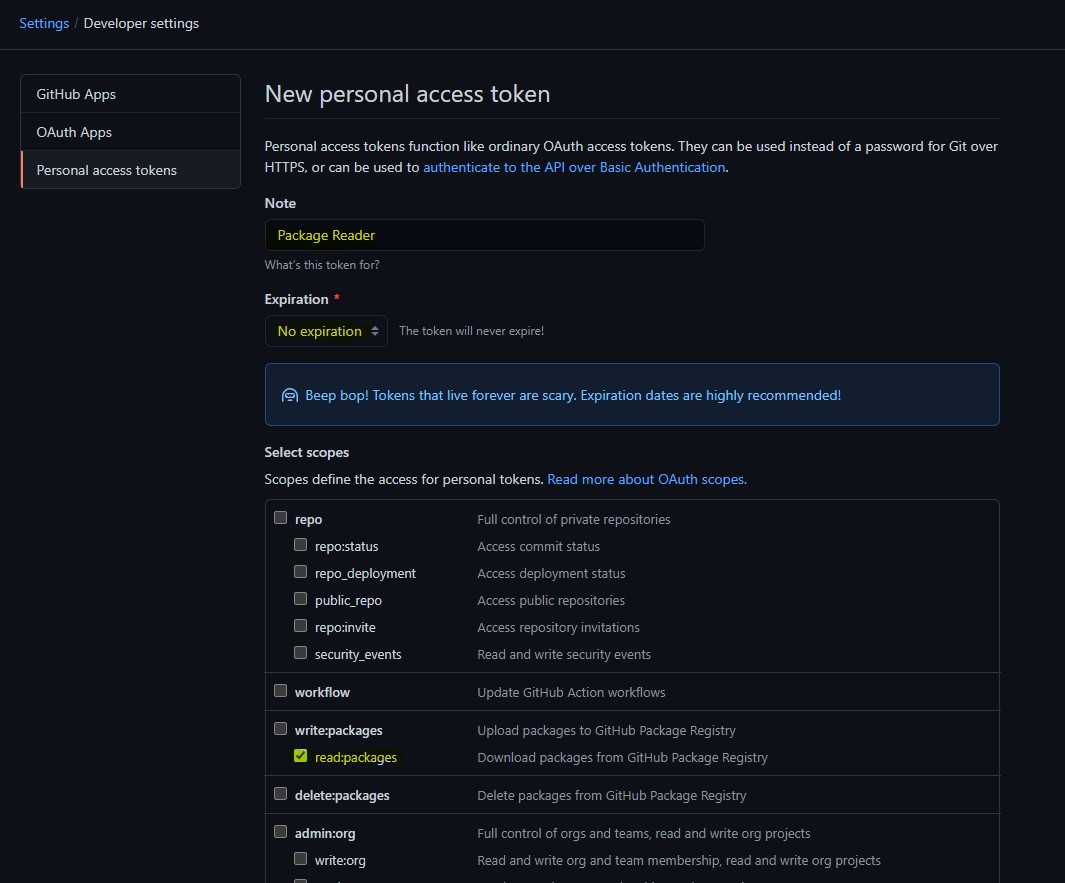 Settings / Developer settings
GitHub Apps
OAuth Apps
Personal access tokens
New personal access token
Personal access tokens function like ordinary OAuth access tokens. They can be used instead of a password for Git over
HTTPS, or can be used to authenticate to the API over Basic Authentication.
Note
Package Reader
What's this token for?
Expiration *
No expiration The token will never expire!
Beep bop! Tokens that live forever are scary. Expiration dates are highly recommended!
Select scopes
Scopes define the access for personal tokens. Read more about OAuth scopes.
repo Full control of private repositories
repo:status Access commit status
repo_deployment Access deployment status
public_repo Access public repositories
repo:invite Access repository invitations
security_events Read and write security events
workflow Update GitHub Action workflows
write:packages Upload packages to GitHub Package Registry
read:packages Download packages from GitHub Package Registry
delete:packages Delete packages from GitHub Package Registry
admin:org Full control of orgs and teams, read and write org projects
write:org Read and write org and team membership, read and write org projects